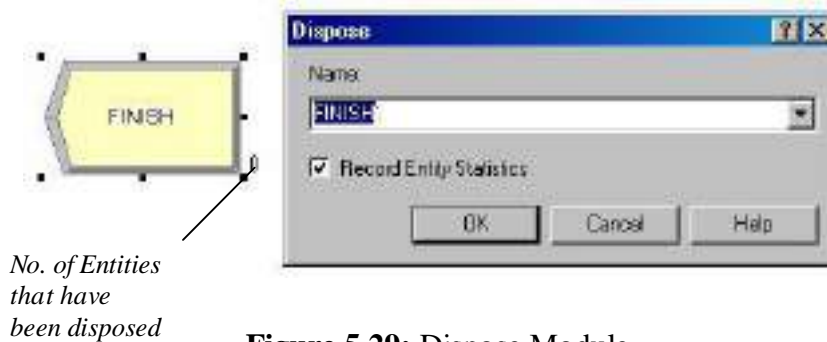 FINISH
0
No. of Entities
that have
been disposed
Dispose
Name:
FINISH
Record Entity Statistics
OK
Cancel
Help
Figure 5.29: Dispose Module